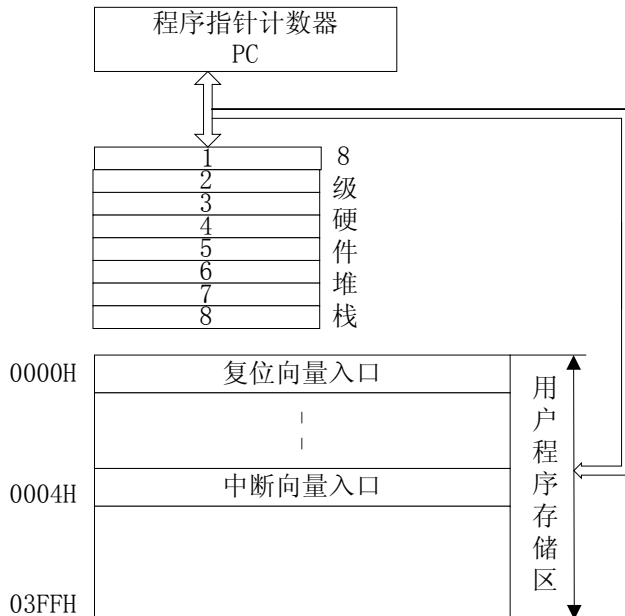 程序指针计数器
PC
1
2
3
4
5
6
7
8
8级硬件堆栈
0000H
复位向量入口
0004H
中断向量入口
03FFH
用户程序存储区